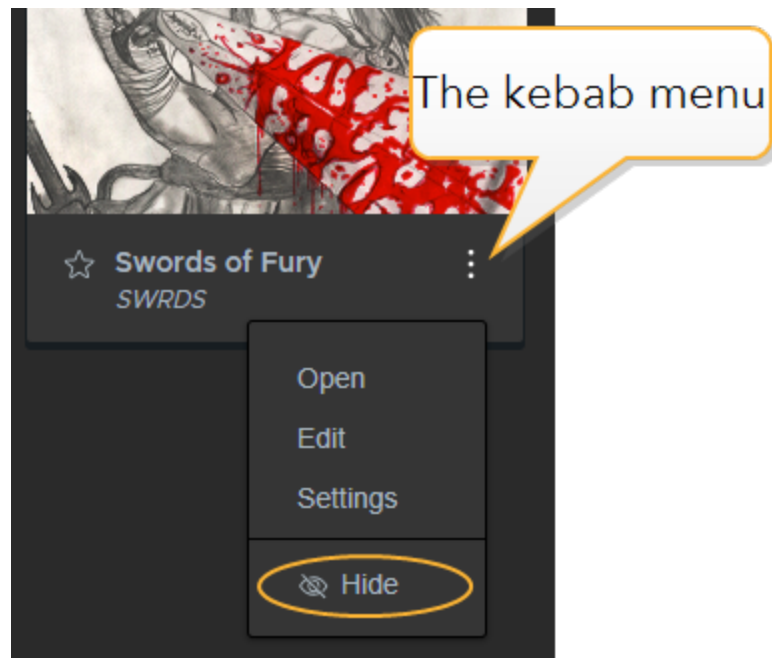 The kebab menu
Swords of Fury
SWRDS
Open
Edit
Settings
Hide